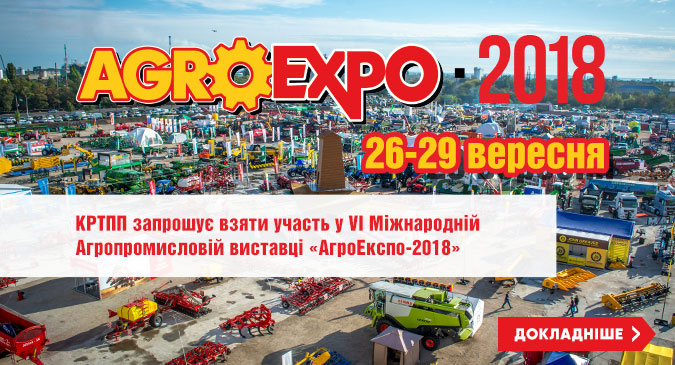 AGROEXPO · 2018
26-29 вересня
КРТПП запрошує взяти участь у VI Міжнародній
Агропромисловій виставці «АгроЕкспо-2018»
ДОКЛАДНІШЕ